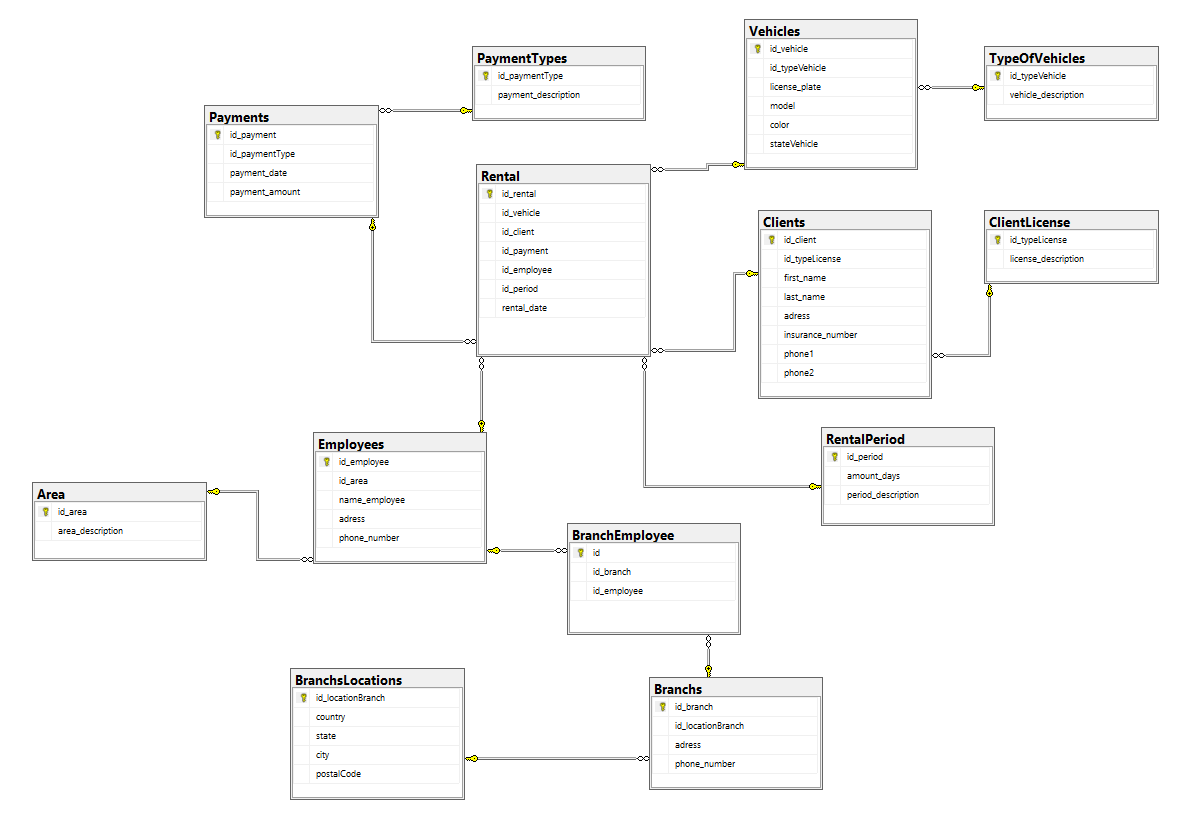 Vehicles
id_vehicle
id_typeVehicle
license_plate
model
color
stateVehicle
PaymentTypes
id_paymentType
payment_description
TypeOfVehicles
id_typeVehicle
vehicle_description
Payments
id_payment
id_paymentType
payment_date
payment_amount
Rental
id_rental
id_vehicle
id_client
id_payment
id_employee
id_period
rental_date
Clients
id_client
id_typeLicense
first_name
last_name
adress
insurance_number
phone1
phone2
ClientLicense
id_typeLicense
license_description
RentalPeriod
id_period
amount_days
period_description
Employees
id_employee
id_area
name_employee
adress
phone_number
Area
id_area
area_description
BranchEmployee
id
id_branch
id_employee
BranchsLocations
id_locationBranch
country
state
city
postalCode
Branchs
id_branch
id_locationBranch
adress
phone_number